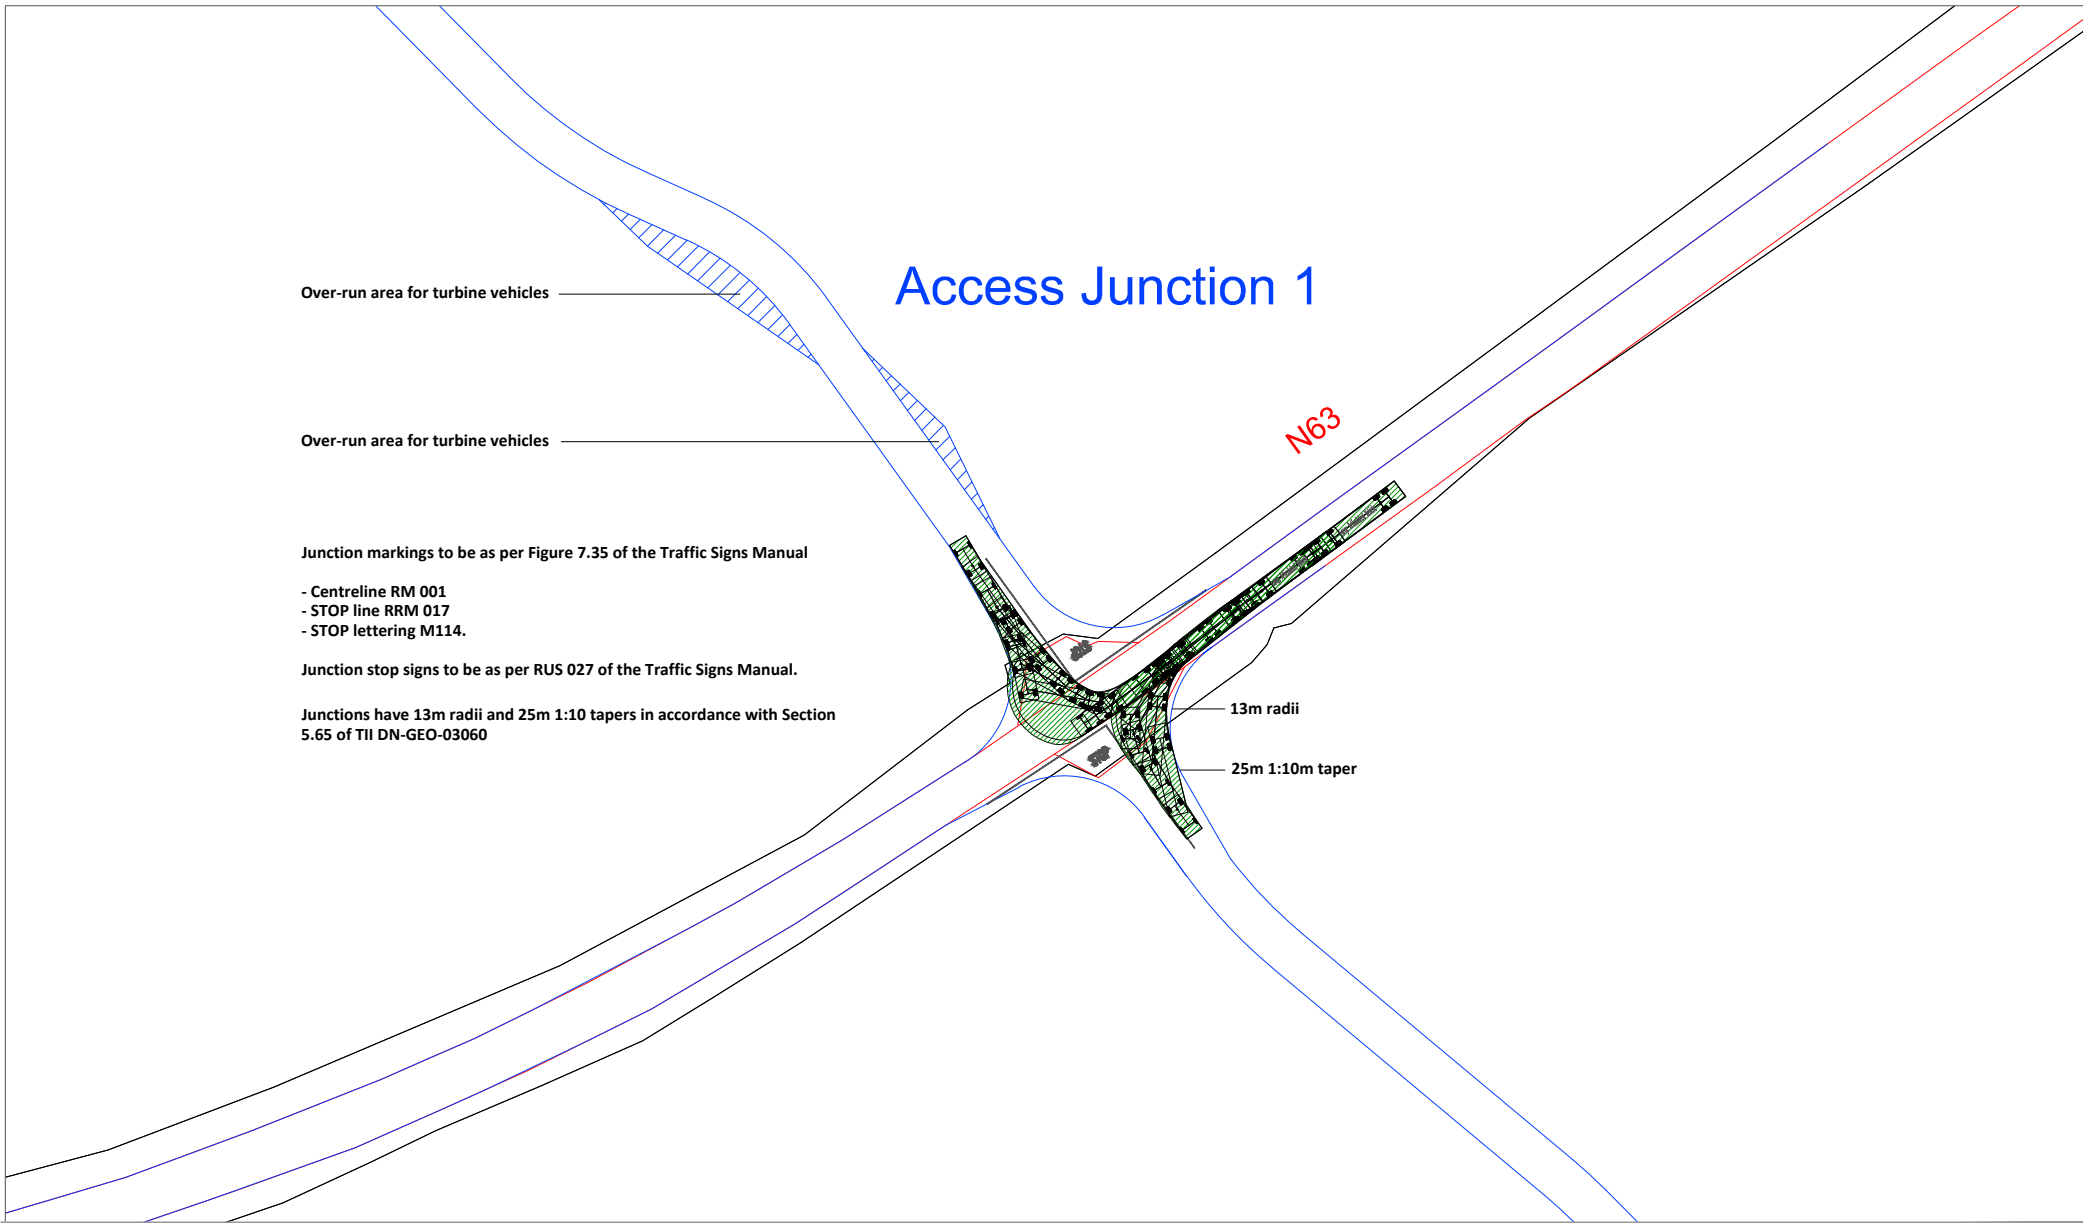 Access Junction 1
Over-run area for turbine vehicles
N63
Over-run area for turbine vehicles
Junction markings to be as per Figure 7.35 of the Traffic Signs Manual
- Centreline RM 001
- STOP line RRM 017
- STOP lettering M114.
Junction stop signs to be as per RUS 027 of the Traffic Signs Manual.
Junctions have 13m radii and 25m 1:10 tapers in accordance with Section
5.65 of TII DN-GEO-03060
13m radii
25m 1:10m taper